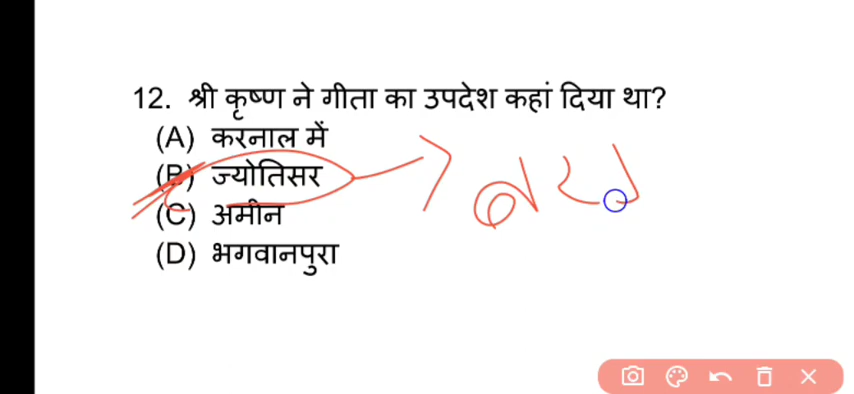 12. श्री कृष्ण ने गीता का उपदेश कहां दिया था?
(A) करनाल में
(B) ज्योतिसर
(C) अमीन
(D) भगवानपुरा